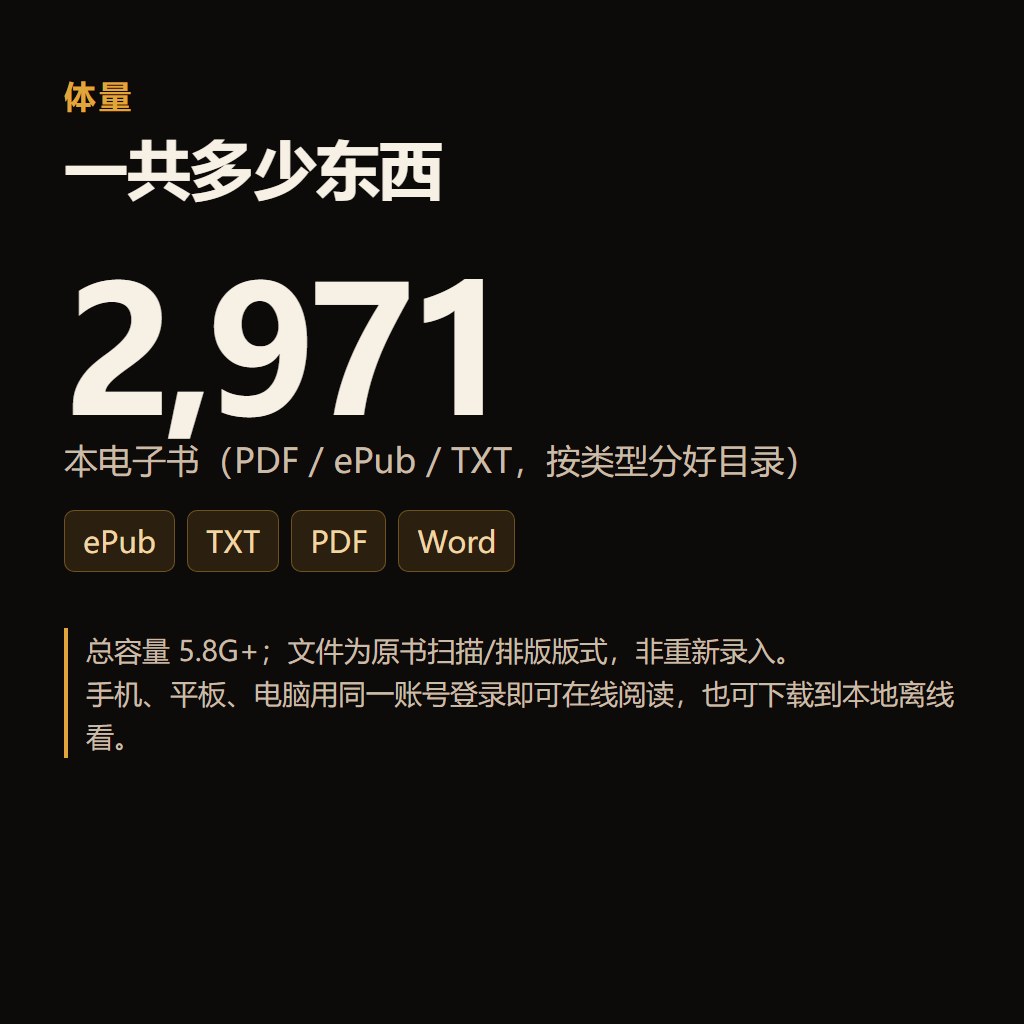 体量
一共多少东西
2,971
本电子书（PDF / ePub / TXT，按类型分好目录）
ePub TXT PDF Word
总容量 5.8G+；文件为原书扫描/排版版式，非重新录入。
手机、平板、电脑用同一账号登录即可在线阅读，也可下载到本地离线
看。